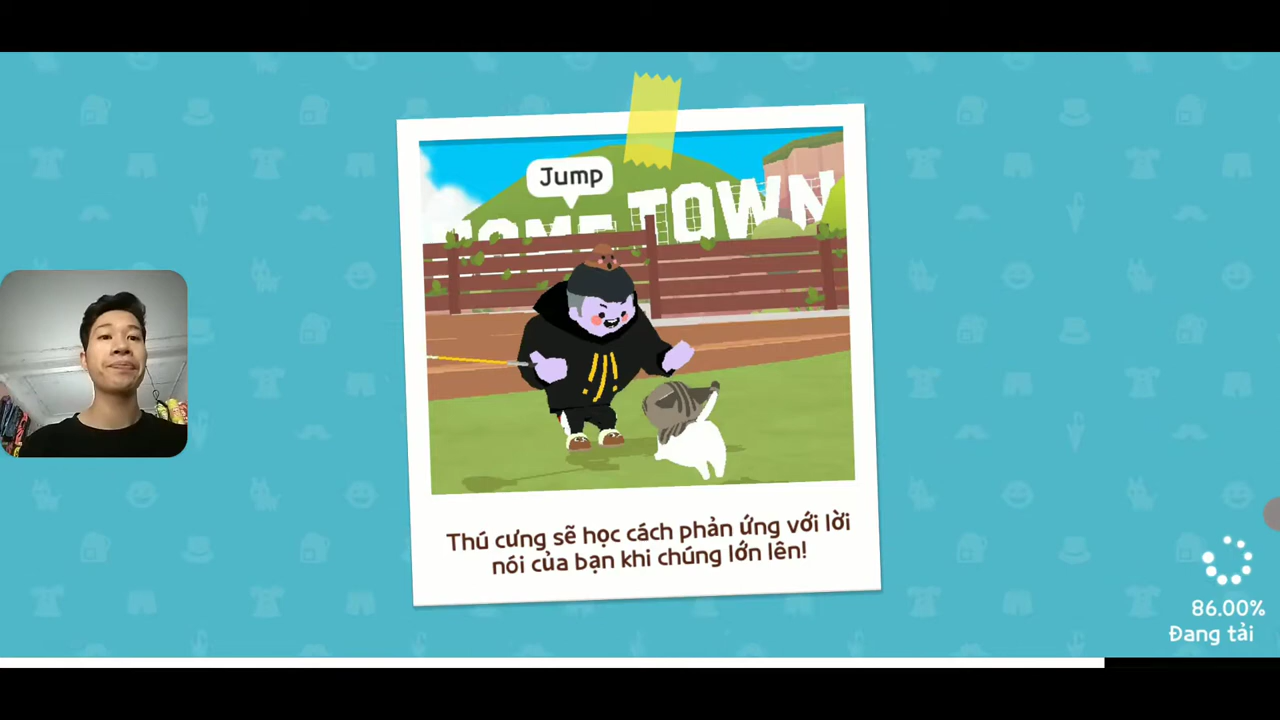 Jump
TOWN
Thú cưng sẽ học cách phản ứng với lời
nói của bạn khi chúng lớn lên!
86.00%
Đang tải